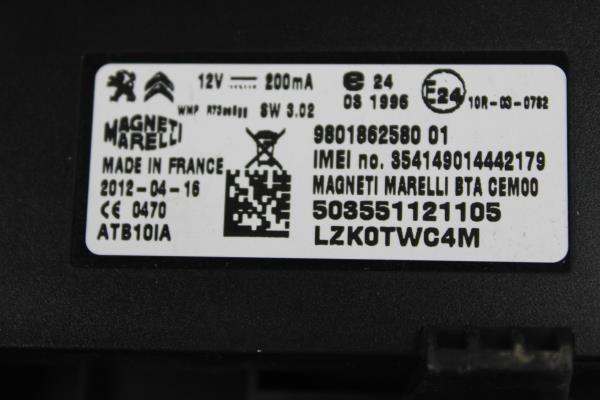 12V 200mA e 24 E24
03 1996 10R-03-0782
WMP SW 3.02
MAGNETI MARELLI
9801862580 01
IMEI no. 354149014442179
MADE IN FRANCE
2012-04-16
MAGNETI MARELLI BTA CEM00
CE 0470
503551121105
ATB10IA
LZK0TWC4M